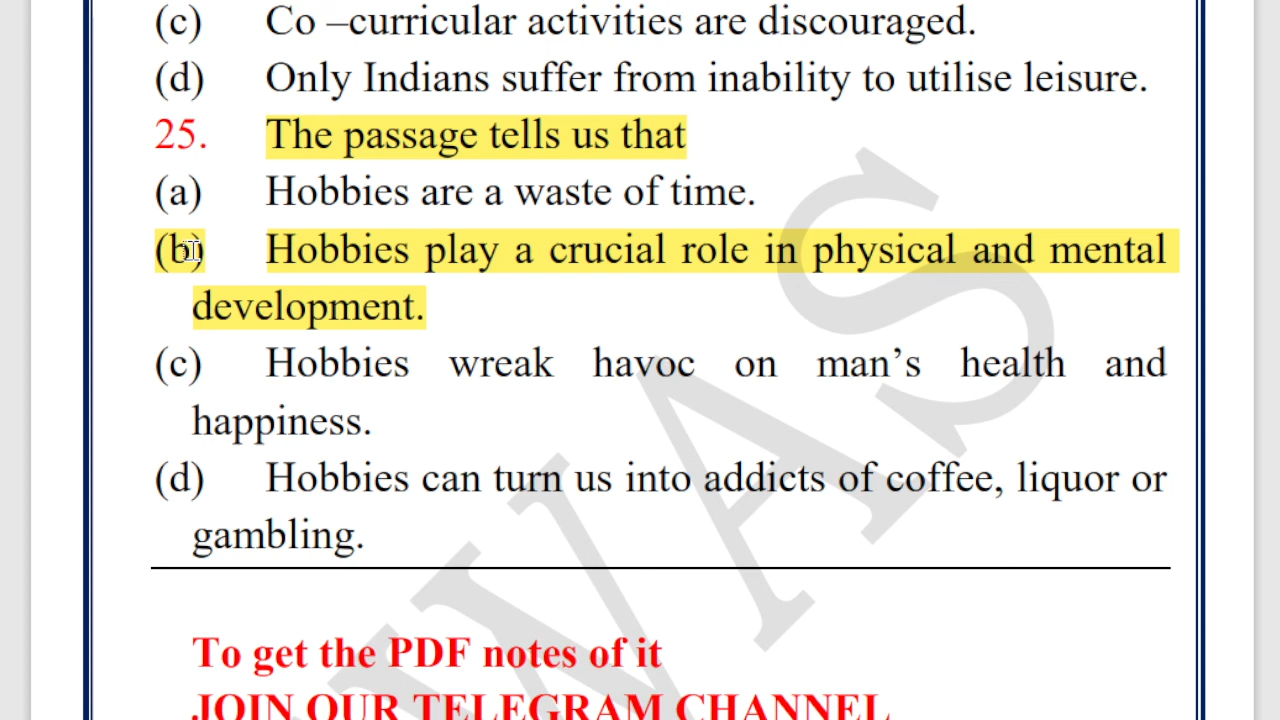 (c) Co –curricular activities are discouraged.
(d) Only Indians suffer from inability to utilise leisure.
25. The passage tells us that
(a) Hobbies are a waste of time.
(b) Hobbies play a crucial role in physical and mental
development.
(c) Hobbies wreak havoc on man’s health and
happiness.
(d) Hobbies can turn us into addicts of coffee, liquor or
gambling.
To get the PDF notes of it
JOIN OUR TELEGRAM CHANNEL
WAS